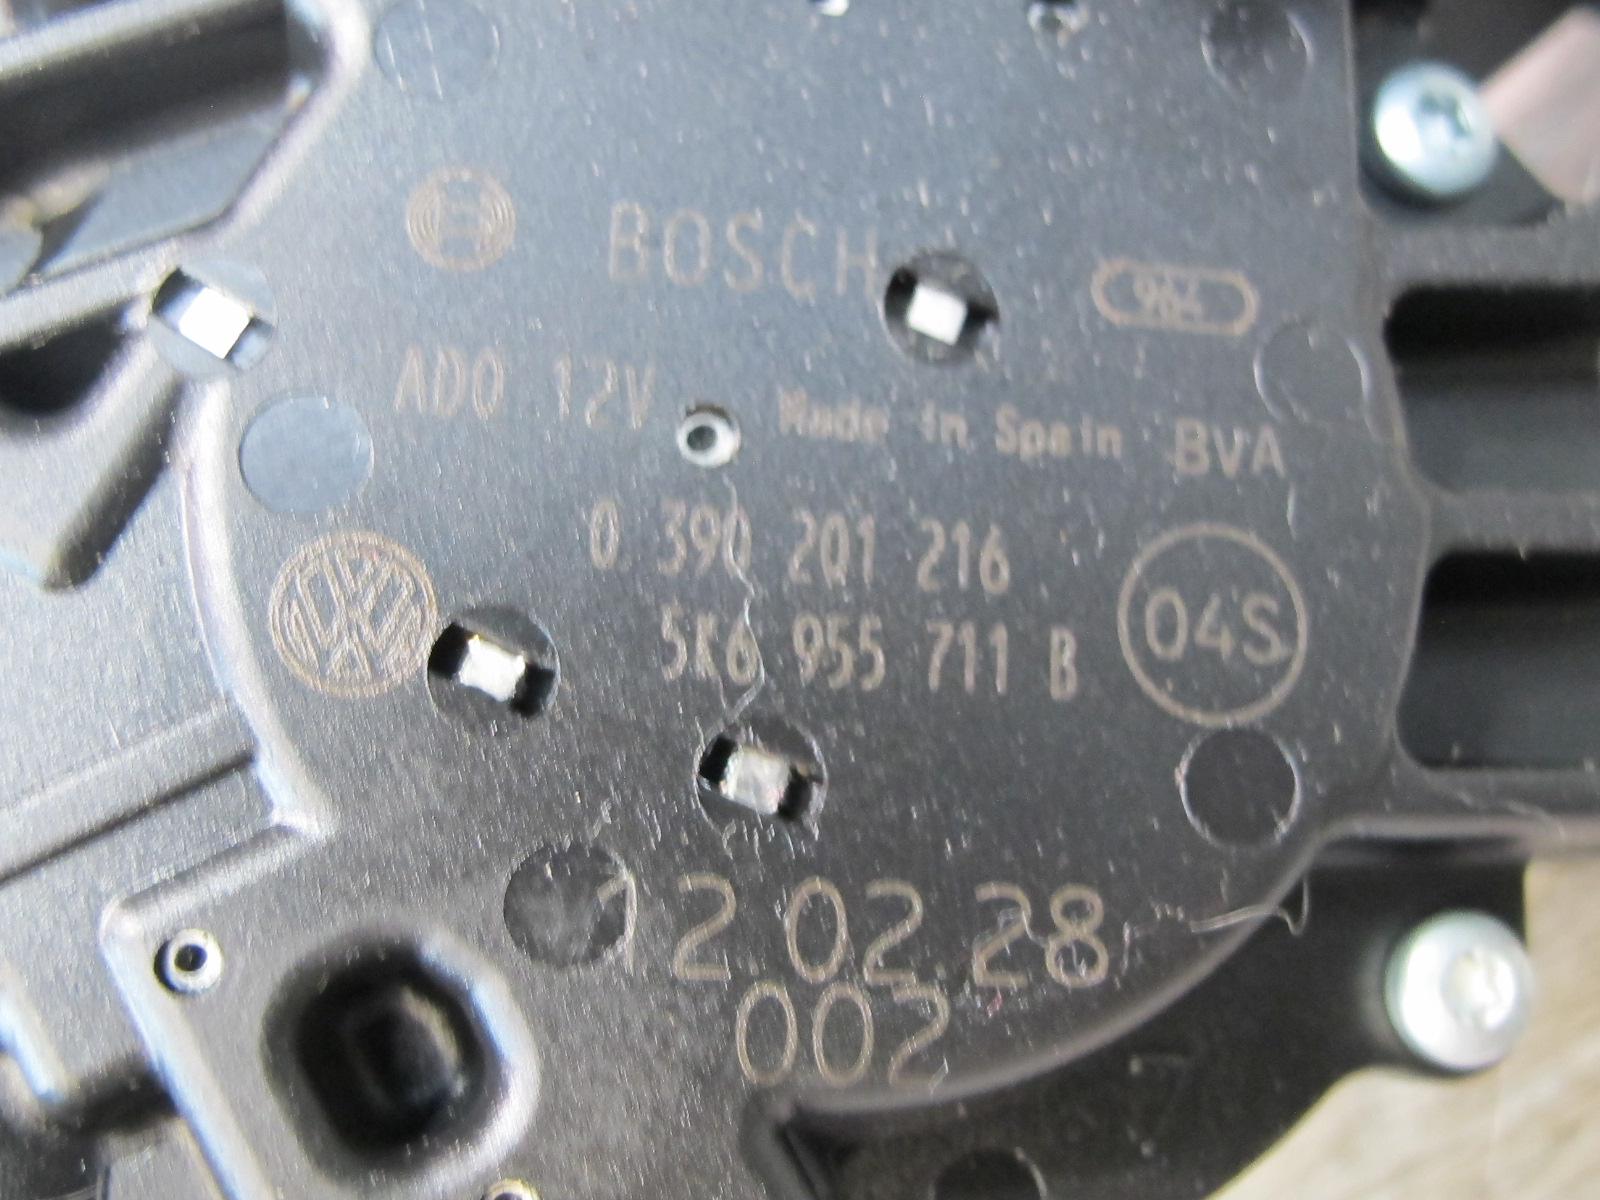 BOSCH
964
AD0 12V
Made in Spain BVA
0 390 201 216
5K6 955 711 B
04S
12.02.28
002